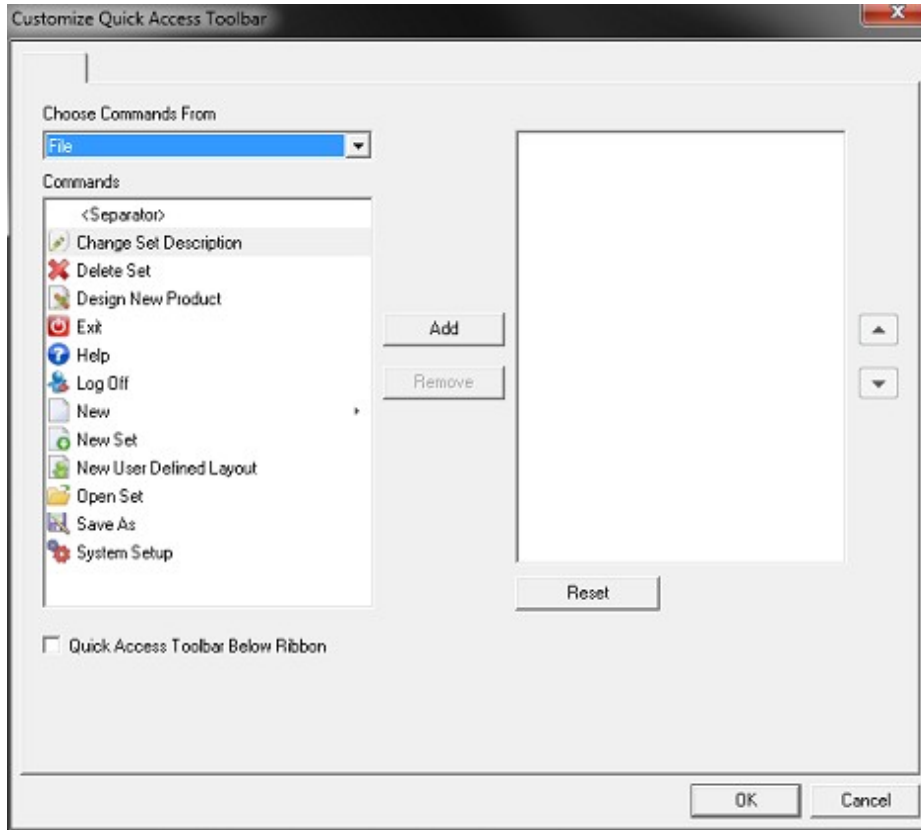 Customize Quick Access Toolbar
Choose Commands From
File
Commands
<Separator>
Change Set Description
Delete Set
Design New Product
Exit
Help
Log Off
New
New Set
New User Defined Layout
Open Set
Save As
System Setup
Add
Remove
Reset
Quick Access Toolbar Below Ribbon
OK
Cancel